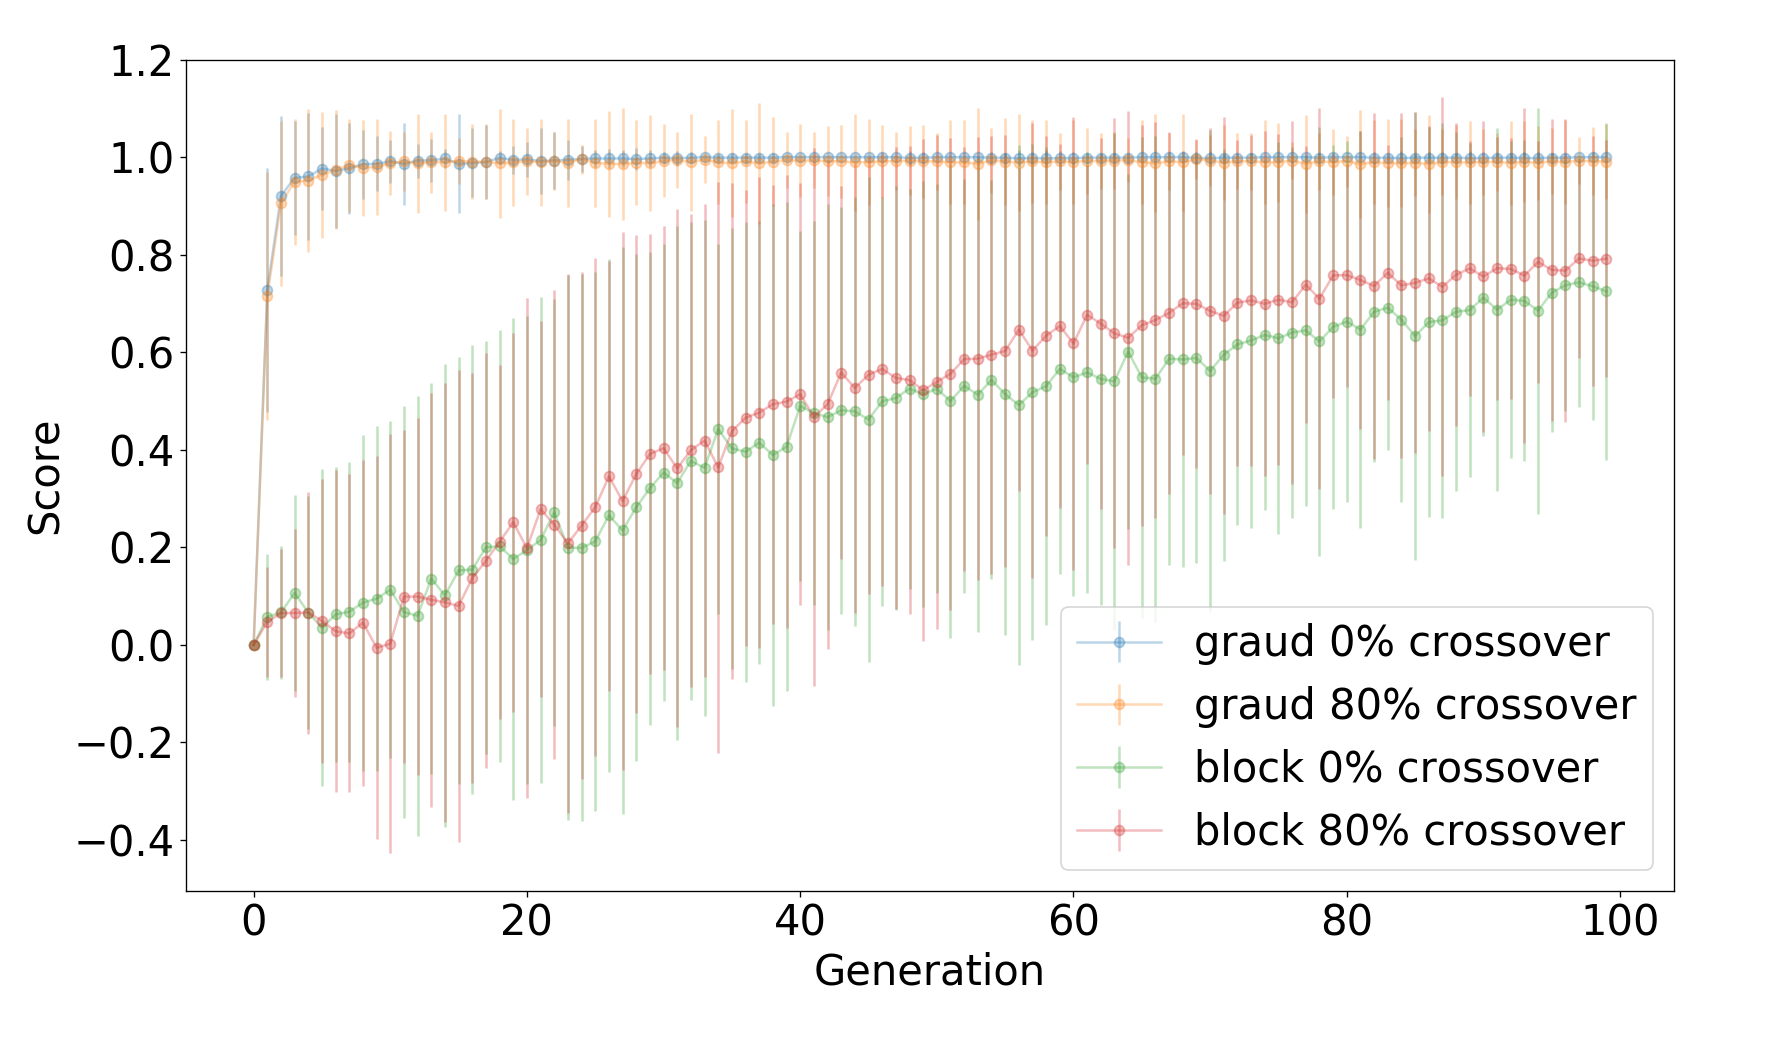 1.2
1.0
0.8
0.6
0.4
0.2
0.0
−0.2
−0.4
Score
0 20 40 60 80 100
Generation
graud 0% crossover
graud 80% crossover
block 0% crossover
block 80% crossover